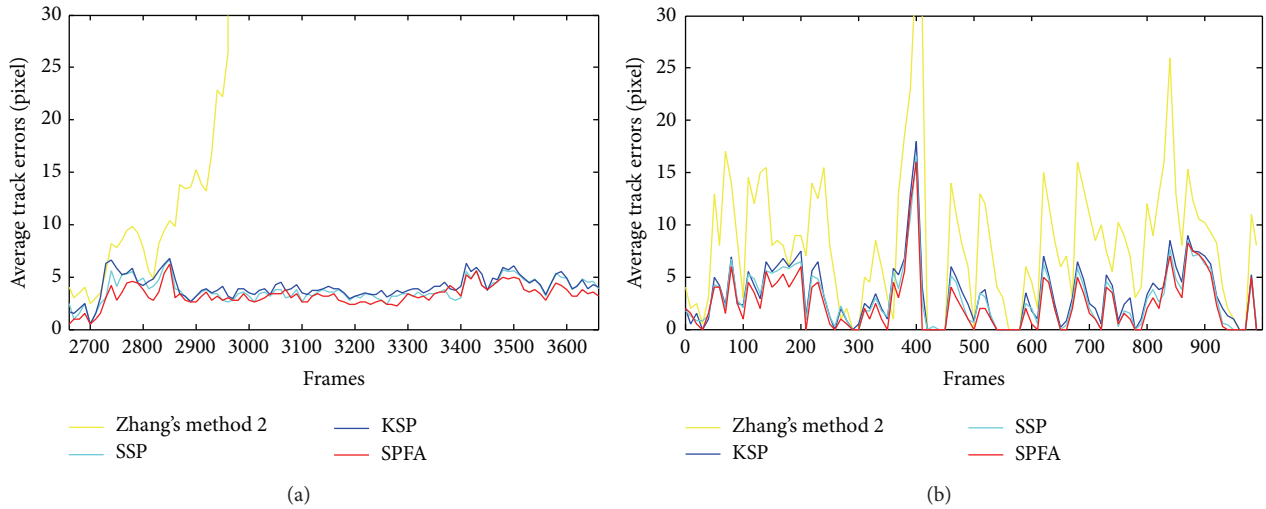 Average track errors (pixel)
30
25
20
15
10
5
0
2700 2800 2900 3000 3100 3200 3300 3400 3500 3600
Frames
Zhang's method 2
SSP
KSP
SPFA
(a)
Average track errors (pixel)
30
25
20
15
10
5
0
0 100 200 300 400 500 600 700 800 900
Frames
Zhang's method 2
KSP
SSP
SPFA
(b)